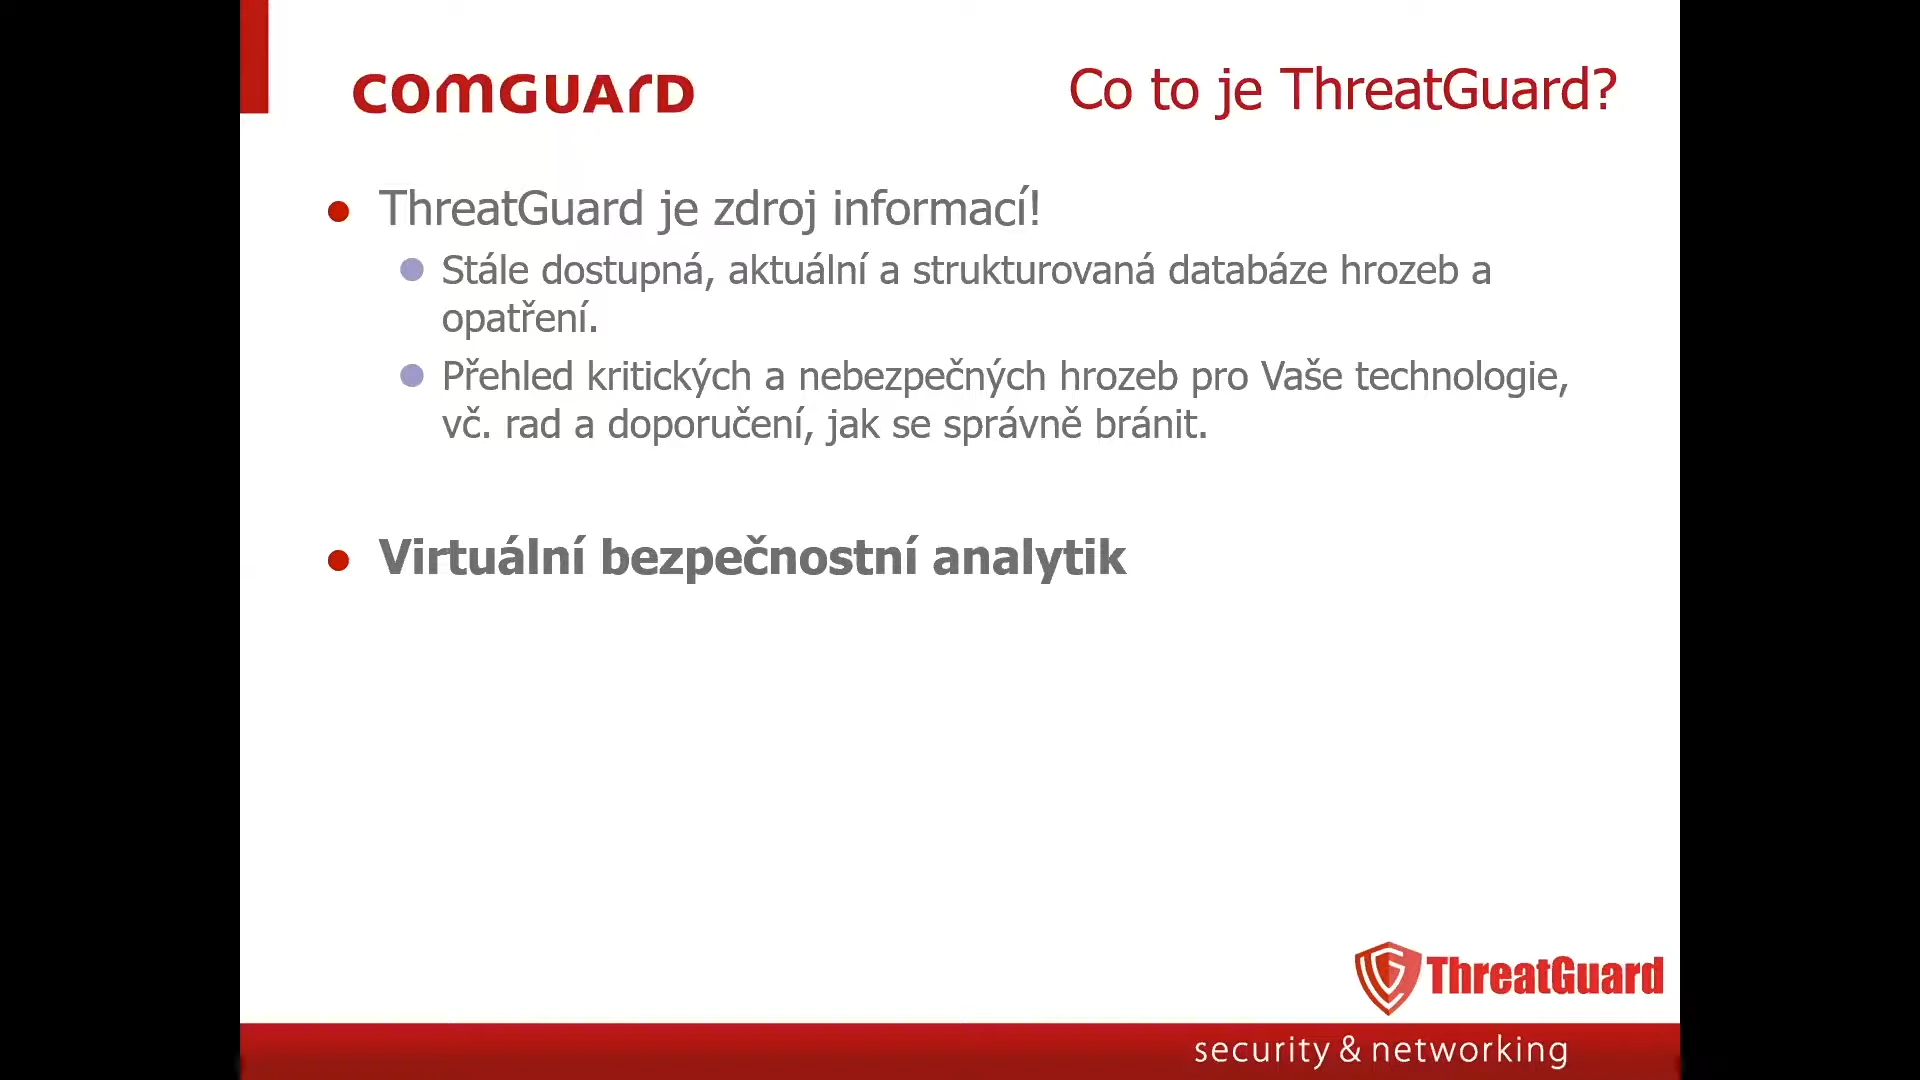 COMGUARD
Co to je ThreatGuard?
ThreatGuard je zdroj informací!
Stále dostupná, aktuální a strukturovaná databáze hrozeb a
opatření.
Přehled kritických a nebezpečných hrozeb pro Vaše technologie,
vč. rad a doporučení, jak se správně bránit.
Virtuální bezpečnostní analytik
ThreatGuard
security & networking